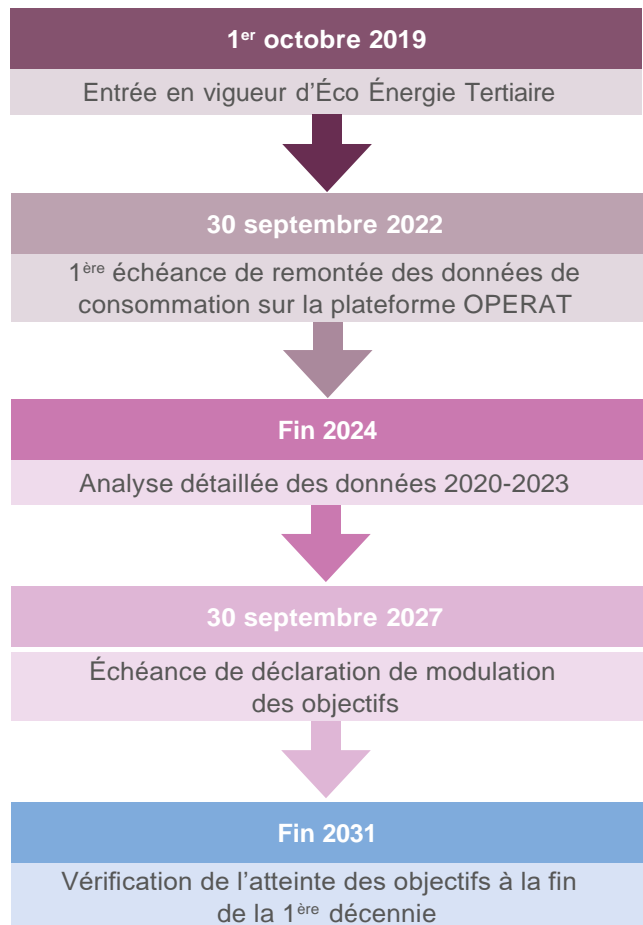 1er octobre 2019
Entrée en vigueur d’Éco Énergie Tertiaire
30 septembre 2022
1ère échéance de remontée des données de
consommation sur la plateforme OPERAT
Fin 2024
Analyse détaillée des données 2020-2023
30 septembre 2027
Échéance de déclaration de modulation
des objectifs
Fin 2031
Vérification de l’atteinte des objectifs à la fin
de la 1ère décennie